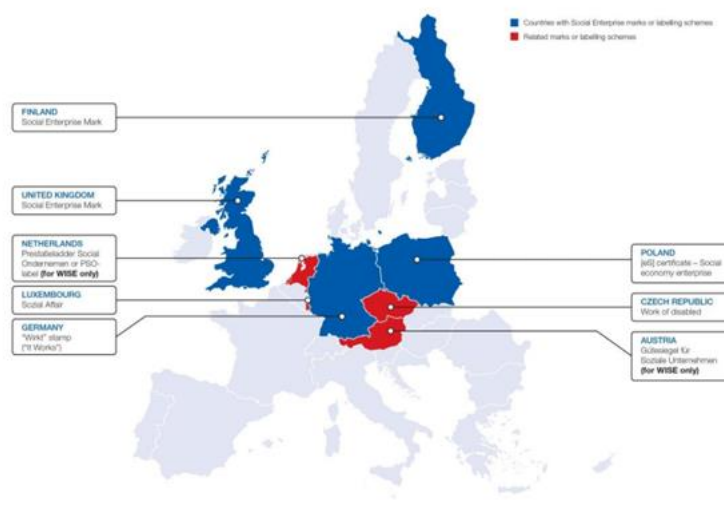 Countries with Social Enterprise marks or labelling schemes
Related marks or labelling schemes
FINLAND
Social Enterprise Mark
UNITED KINGDOM
Social Enterprise Mark
NETHERLANDS
Prestatieladder Social
Ondernemen or PSO-
label (for WISE only)
LUXEMBOURG
Sozial Affair
GERMANY
"Wirkt" stamp
("It Works")
POLAND
[eS] certificate – Social
economy enterprise
CZECH REPUBLIC
Work of disabled
AUSTRIA
Gütesiegel für
Soziale Unternehmen
(for WISE only)